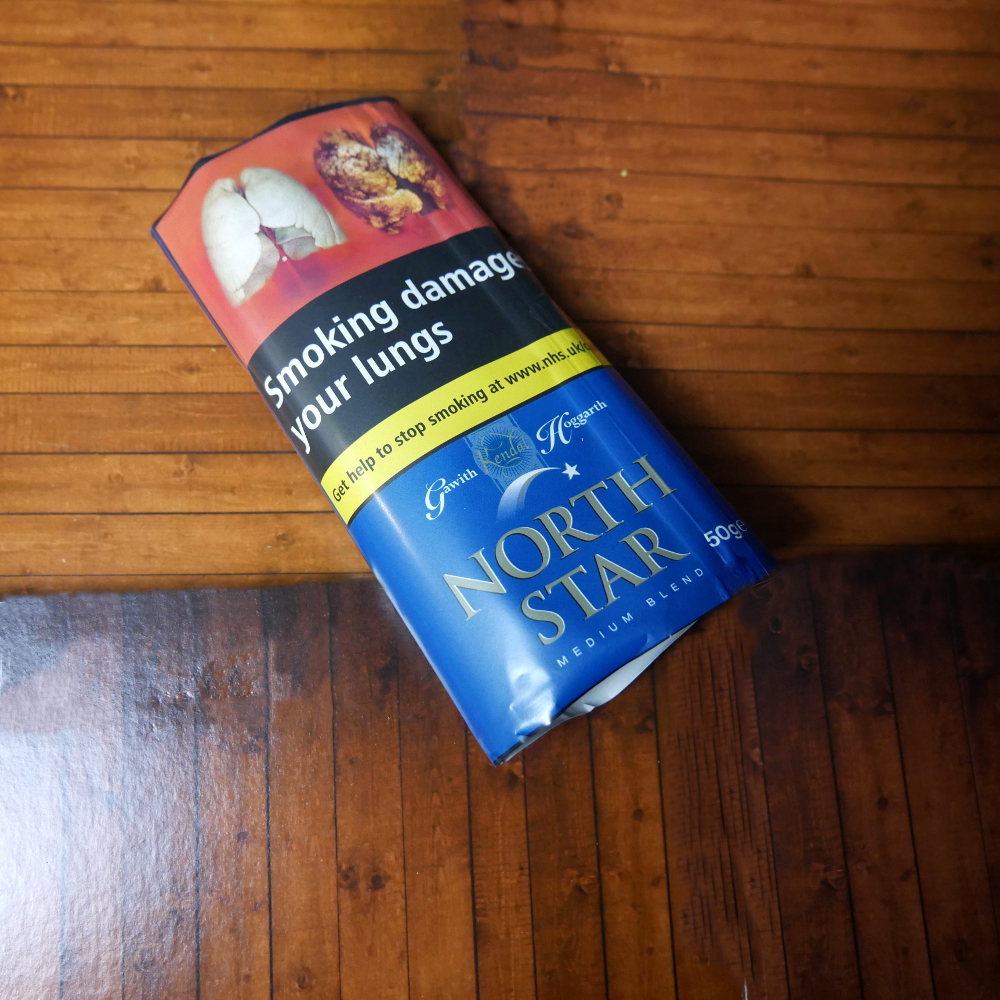 Smoking damages
your lungs
Get help to stop smoking at www.nhs.uk/
Gawith Kendal Hoggarth
NORTH
STAR
50g℮
MEDIUM BLEND